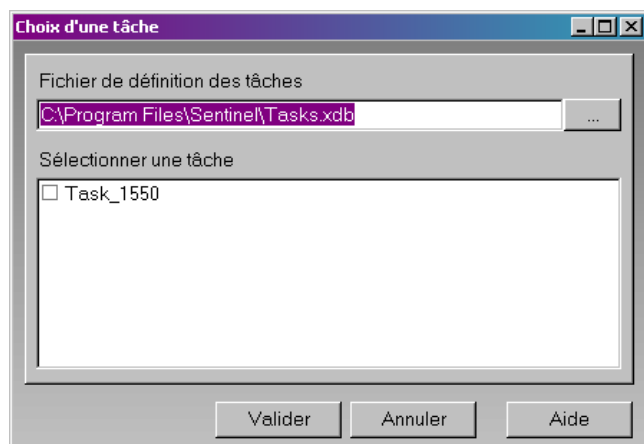 Choix d'une tâche
Fichier de définition des tâches
C:\Program Files\Sentinel\Tasks.xdb
...
Sélectionner une tâche
Task_1550
Valider
Annuler
Aide